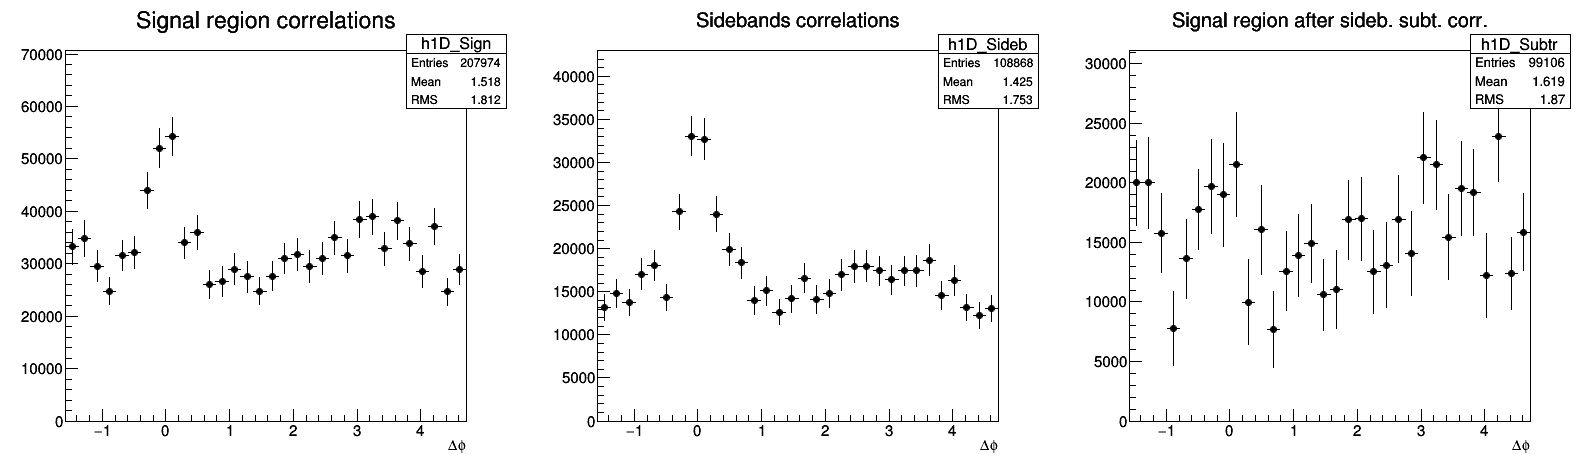 Signal region correlations
h1D_Sign
Entries 207974
Mean 1.518
RMS 1.812
70000
60000
50000
40000
30000
20000
10000
0
−1 0 1 2 3 4
Δϕ
Sidebands correlations
h1D_Sideb
Entries 108868
Mean 1.425
RMS 1.753
40000
35000
30000
25000
20000
15000
10000
5000
0
−1 0 1 2 3 4
Δϕ
Signal region after sideb. subt. corr.
h1D_Subtr
Entries 99106
Mean 1.619
RMS 1.87
30000
25000
20000
15000
10000
5000
0
−1 0 1 2 3 4
Δϕ